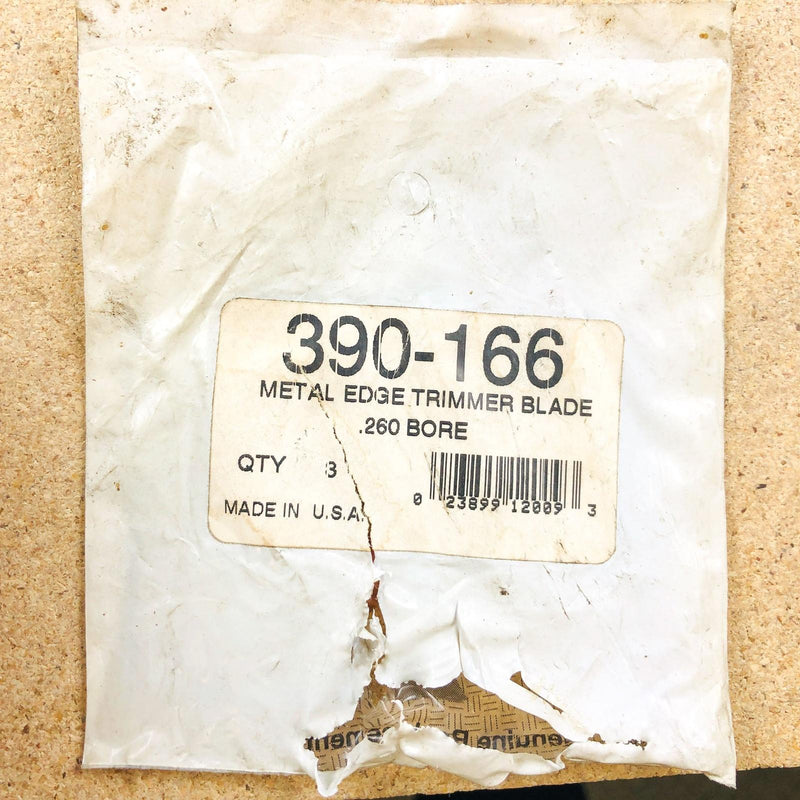 390-166
METAL EDGE TRIMMER BLADE
.260 BORE
QTY 3
MADE IN U.S.A.
0 23899 12009 3